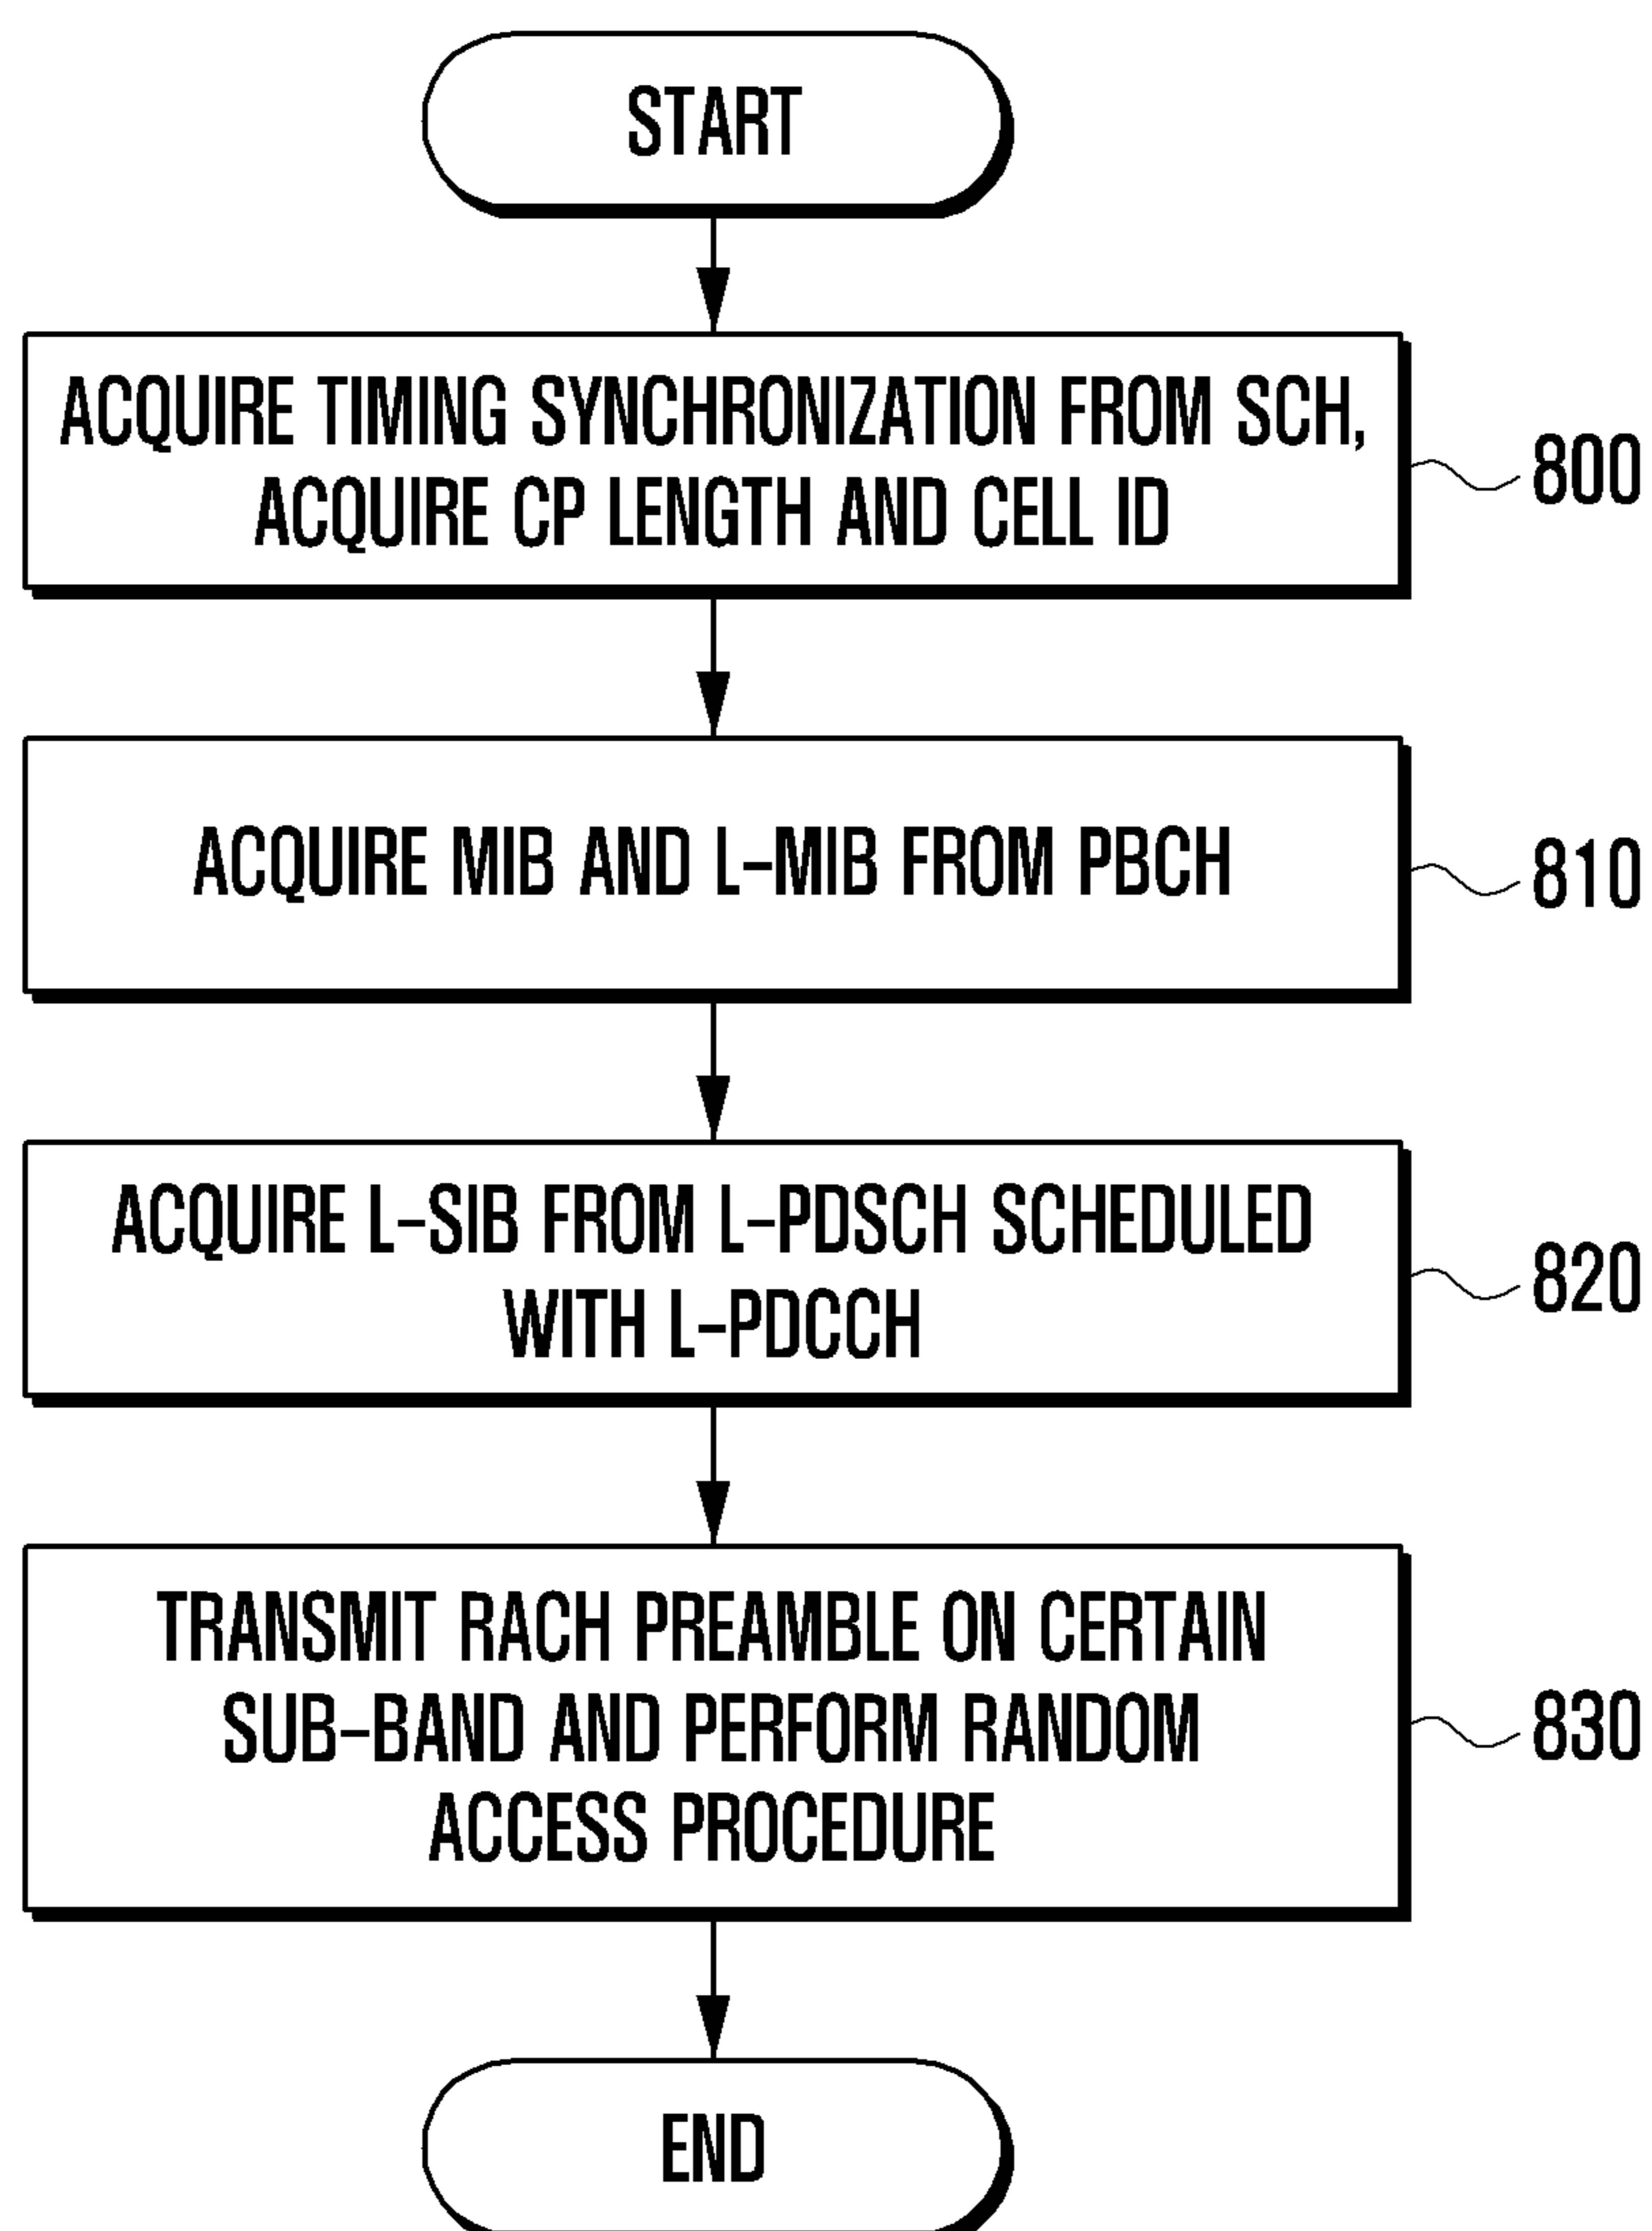 START
ACQUIRE TIMING SYNCHRONIZATION FROM SCH,
ACQUIRE CP LENGTH AND CELL ID
800
ACQUIRE MIB AND L-MIB FROM PBCH
810
ACQUIRE L-SIB FROM L-PDSCH SCHEDULED
WITH L-PDCCH
820
TRANSMIT RACH PREAMBLE ON CERTAIN
SUB-BAND AND PERFORM RANDOM
ACCESS PROCEDURE
830
END